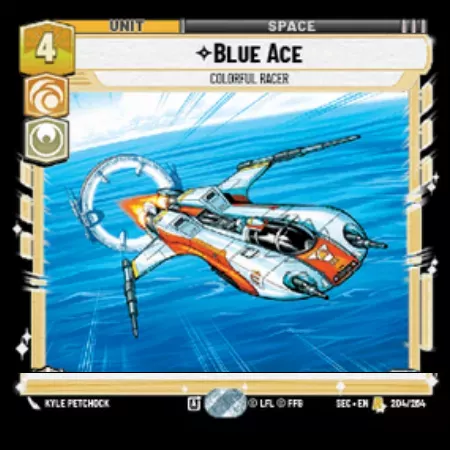 UNIT SPACE
4
BLUE ACE
COLORFUL RACER
KYLE PETCHOCK A LFL FFG SEC • EN 204/264